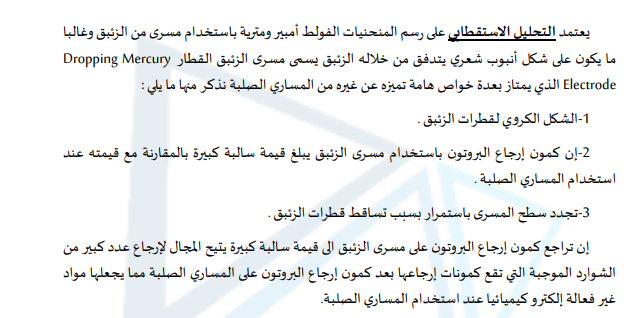 يعتمد التحليل الاستقطابي على رسم المنحنيات الفولط أمبير ومترية باستخدام مسرى من الزئبق وغالبا
ما يكون على شكل أنبوب شعري يتدفق من خلاله الزئبق يسمى مسرى الزئبق القطار Dropping Mercury
Electrode الذي يمتاز بعدة خواص هامة تميزه عن غيره من المساري الصلبة نذكر منها ما يلي :
1-الشكل الكروي لقطرات الزئبق .
2-إن كمون إرجاع البروتون باستخدام مسرى الزئبق يبلغ قيمة سالبة كبيرة بالمقارنة مع قيمته عند
استخدام المساري الصلبة .
3-تجدد سطح المسرى باستمرار بسبب تساقط قطرات الزئبق .
إن تراجع كمون إرجاع البروتون على مسرى الزئبق الى قيمة سالبة كبيرة يتيح المجال لإرجاع عدد كبير من
الشوارد الموجبة التي تقع كمونات إرجاعها بعد كمون إرجاع البروتون على المساري الصلبة مما يجعلها مواد
غير فعالة إلكترو كيميائيا عند استخدام المساري الصلبة.